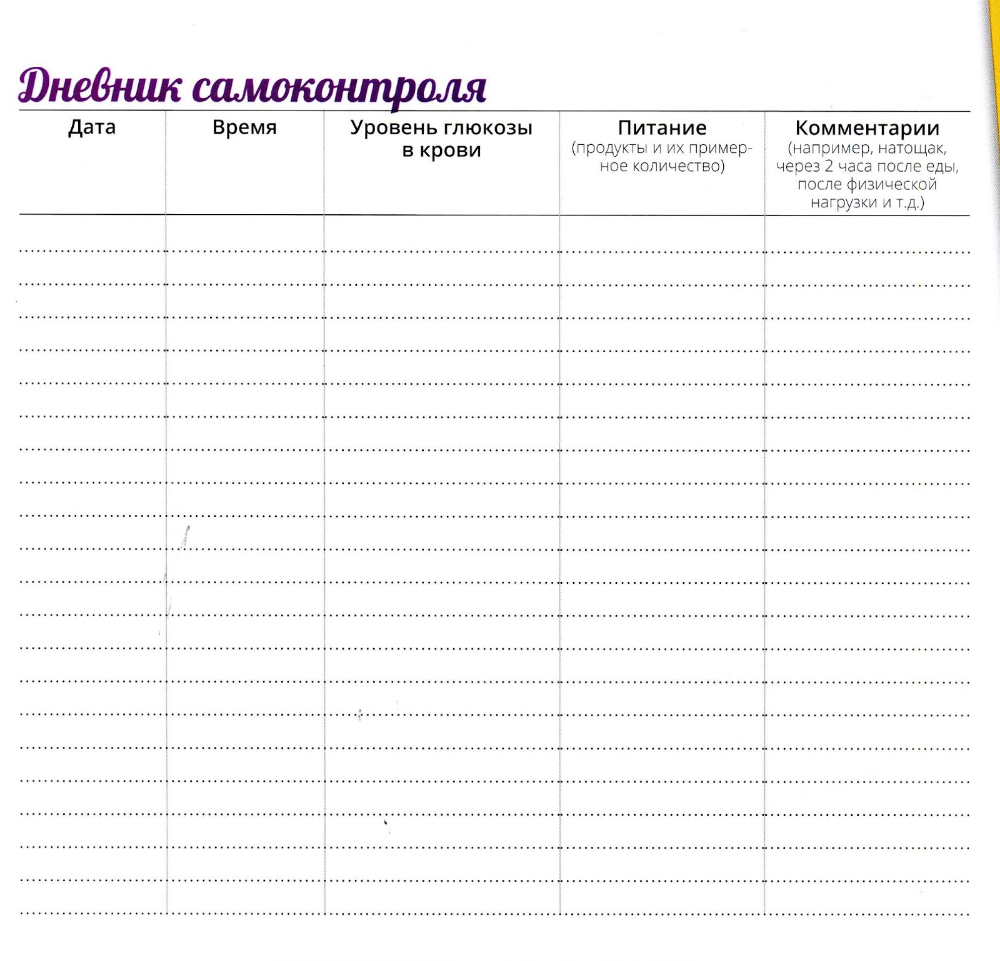 Дневник самоконтроля
Дата
Время
Уровень глюкозы
в крови
Питание
(продукты и их пример-
ное количество)
Комментарии
(например, натощак,
через 2 часа после еды,
после физической
нагрузки и т.д.)